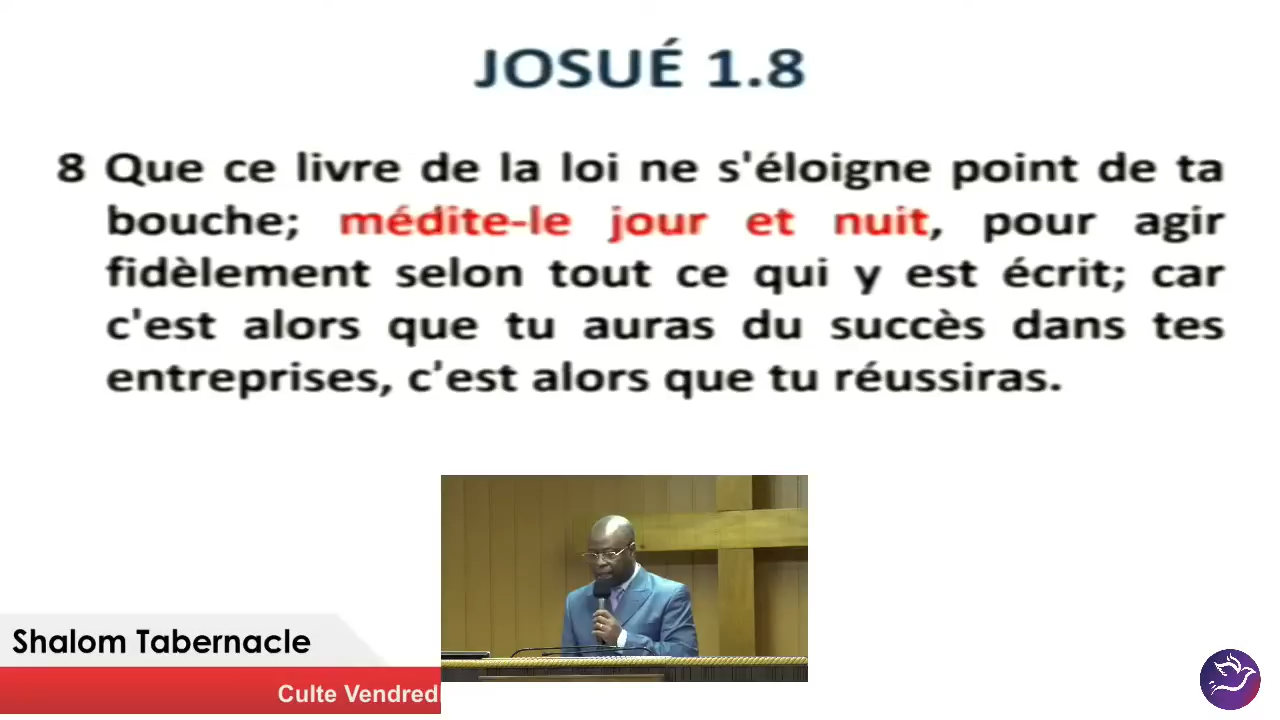 JOSUÉ 1.8
8 Que ce livre de la loi ne s'éloigne point de ta
bouche; médite-le jour et nuit, pour agir
fidèlement selon tout ce qui y est écrit; car
c'est alors que tu auras du succès dans tes
entreprises, c'est alors que tu réussiras.
Shalom Tabernacle
Culte Vendred